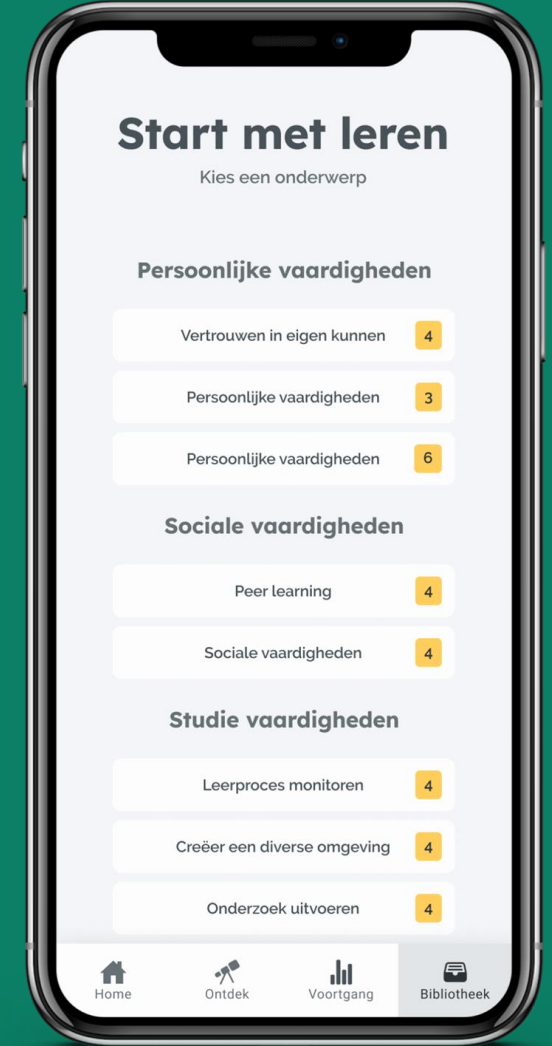 Start met leren
Kies een onderwerp
Persoonlijke vaardigheden
Vertrouwen in eigen kunnen 4
Persoonlijke vaardigheden 3
Persoonlijke vaardigheden 6
Sociale vaardigheden
Peer learning 4
Sociale vaardigheden 4
Studie vaardigheden
Leerproces monitoren 4
Creëer een diverse omgeving 4
Onderzoek uitvoeren 4
Home Ontdek Voortgang Bibliotheek